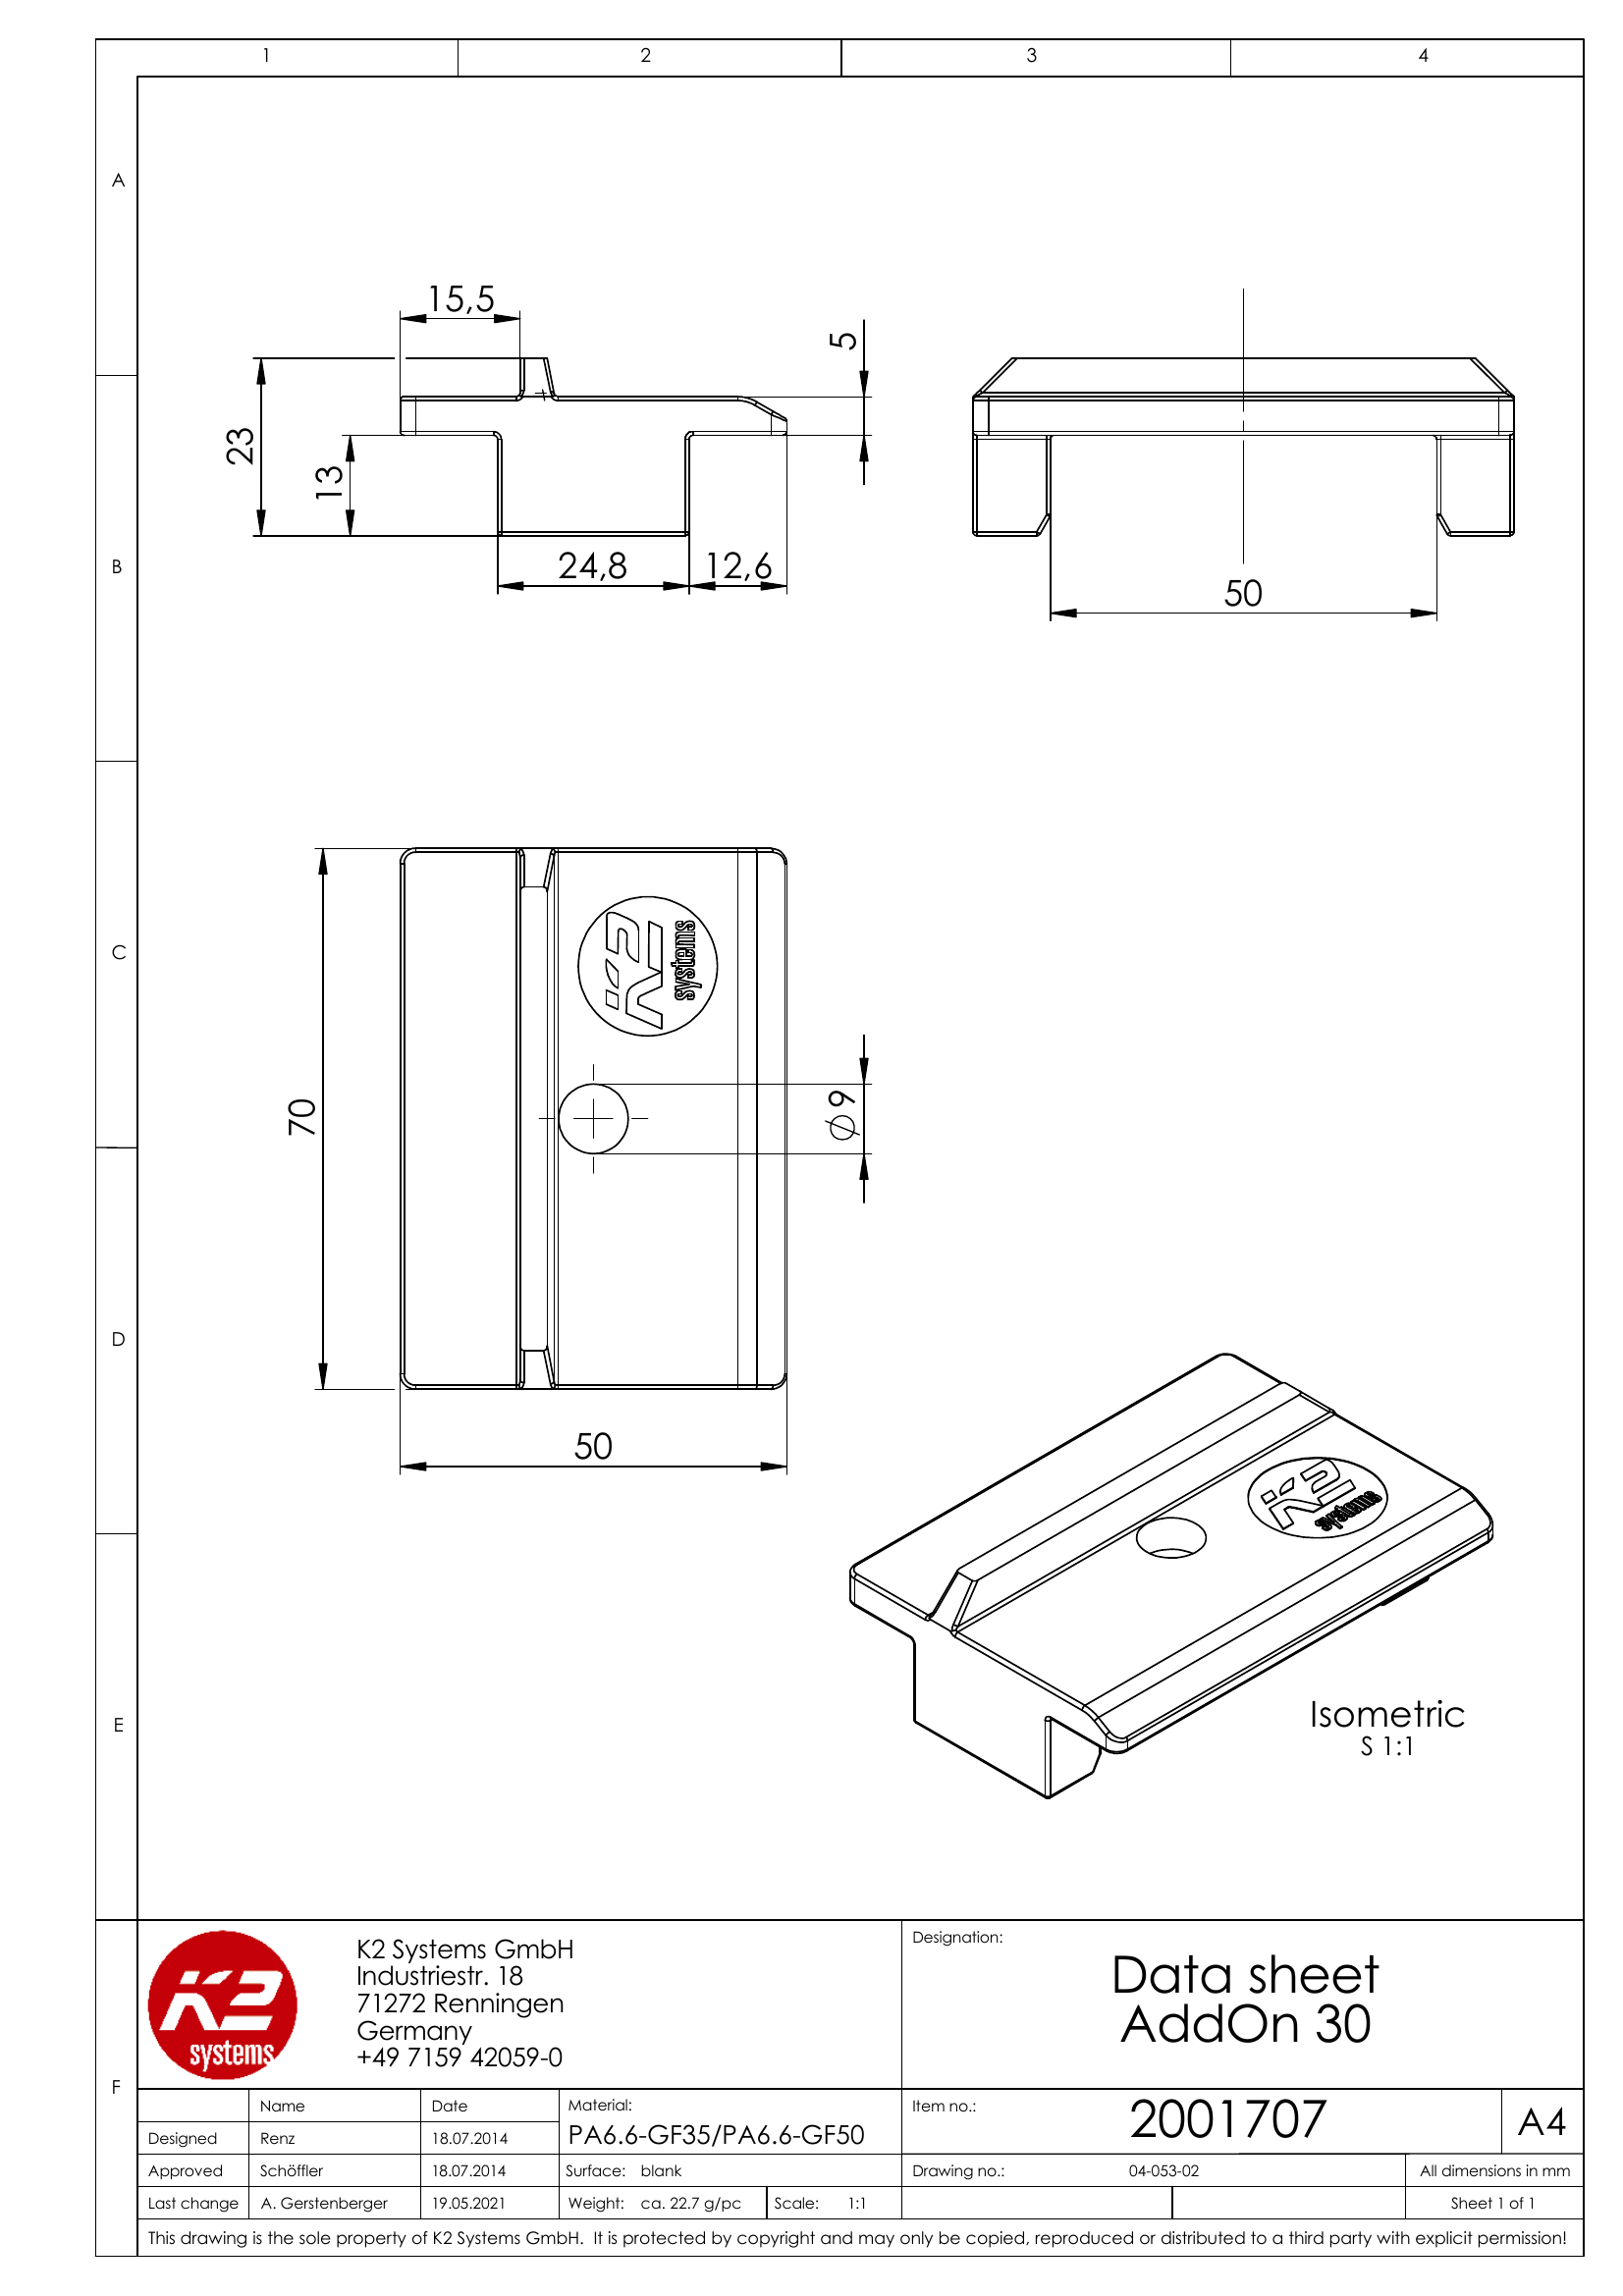 1 2 3 4
A
B
C
D
E
F
15,5
23
13
5
24,8 12,6
50
K2
systems
70
⌀9
50
K2
systems
Isometric
S 1:1
K2
systems
K2 Systems GmbH
Industriestr. 18
71272 Renningen
Germany
+49 7159 42059-0
Designation:
Data sheet
AddOn 30
Name Date Material: Item no.: 2001707 A4
Designed Renz 18.07.2014 PA6.6-GF35/PA6.6-GF50
Approved Schöffler 18.07.2014 Surface: blank Drawing no.: 04-053-02 All dimensions in mm
Last change A. Gerstenberger 19.05.2021 Weight: ca. 22.7 g/pc Scale: 1:1 Sheet 1 of 1
This drawing is the sole property of K2 Systems GmbH. It is protected by copyright and may only be copied, reproduced or distributed to a third party with explicit permission!